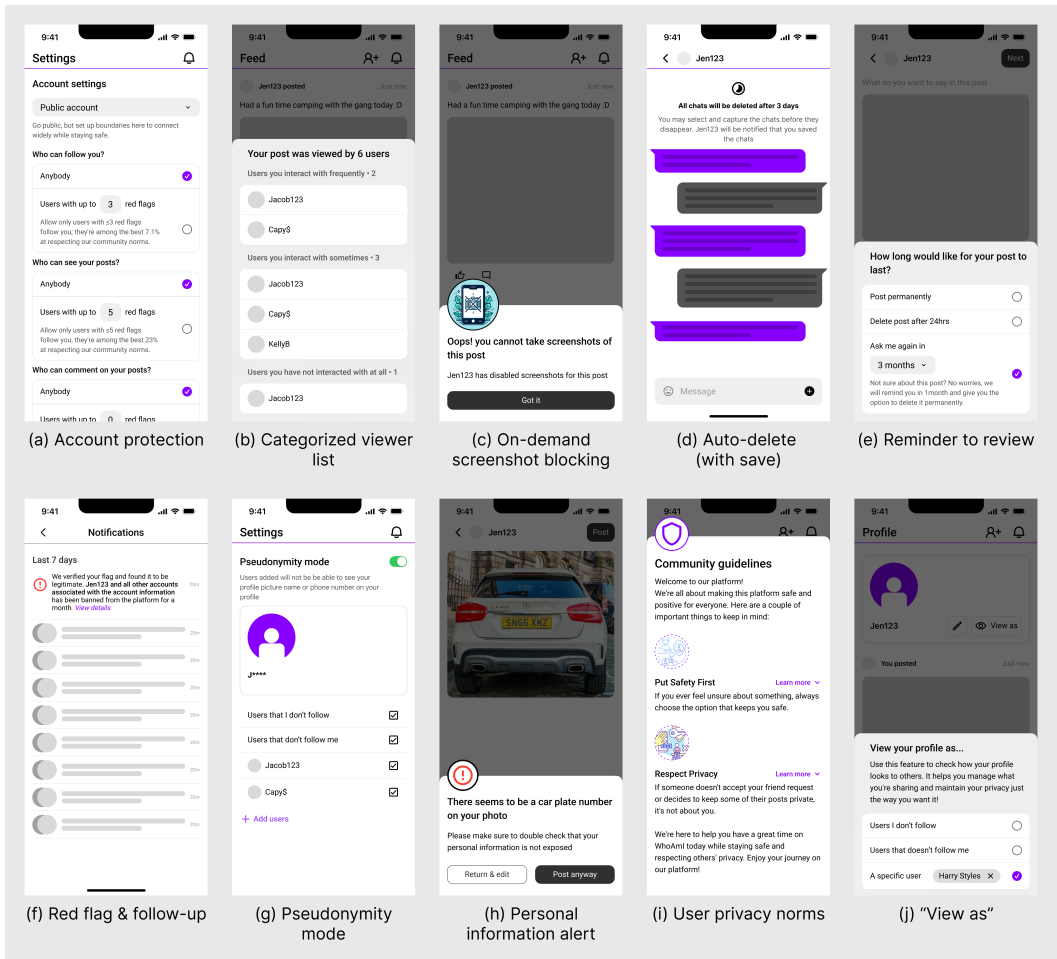 9:41
Settings
Account settings
Public account
Go public, but set up boundaries here to connect
widely while staying safe.
Who can follow you?
Anybody
Users with up to 3 red flags
Allow only users with ≤3 red flags
follow you; they're among the best 7.1%
at respecting our community norms.
Who can see your posts?
Anybody
Users with up to 5 red flags
Allow only users with ≤5 red flags
follow you; they're among the best 23%
at respecting our community norms.
Who can comment on your posts?
Anybody
Users with up to 0 red flags
(a) Account protection
9:41
Feed
Jen123 posted Just now
Had a fun time camping with the gang today :D
Your post was viewed by 6 users
Users you interact with frequently • 2
Jacob123
Capy$
Users you interact with sometimes • 3
Jacob123
Capy$
KellyB
Users you have not interacted with at all • 1
Jacob123
(b) Categorized viewer
list
9:41
Feed
Jen123 posted Just now
Had a fun time camping with the gang today :D
Oops! you cannot take screenshots of
this post
Jen123 has disabled screenshots for this post
Got it
(c) On-demand
screenshot blocking
9:41
Jen123
All chats will be deleted after 3 days
You may select and capture the chats before they
disappear. Jen123 will be notified that you saved
the chats
Message
(d) Auto-delete
(with save)
9:41
Jen123 Next
What do you want to say in this post
How long would like for your post to
last?
Post permanently
Delete post after 24hrs
Ask me again in
3 months
Not sure about this post? No worries, we
will remind you in 1month and give you the
option to delete it permanently.
(e) Reminder to review
9:41
Notifications
Last 7 days
We verified your flag and found it to be
legitimate. Jen123 and all other accounts
associated with the account information
has been banned from the platform for a
month. View details
20m
20m
20m
20m
20m
20m
20m
20m
20m
(f) Red flag & follow-up
9:41
Settings
Pseudonymity mode
Users added will not be be able to see your
profile picture name or phone number on your
profile
J****
Users that I don't follow
Users that don't follow me
Jacob123
Capy$
+ Add users
(g) Pseudonymity
mode
9:41
Jen123 Post
SN66 XMZ
There seems to be a car plate number
on your photo
Please make sure to double check that your
personal information is not exposed
Return & edit Post anyway
(h) Personal
information alert
9:41
Community guidelines
Welcome to our platform!
We're all about making this platform safe and
positive for everyone. Here are a couple of
important things to keep in mind:
Put Safety First Learn more
If you ever feel unsure about something, always
choose the option that keeps you safe.
Respect Privacy Learn more
If someone doesn't accept your friend request
or decides to keep some of their posts private,
it's not about you.
We're here to help you have a great time on
WhoAmI today while staying safe and
respecting others' privacy. Enjoy your journey on
our platform!
(i) User privacy norms
9:41
Profile
Jen123 View as
You posted Just now
View your profile as...
Use this feature to check how your profile
looks to others. It helps you manage what
you're sharing and maintain your privacy just
the way you want it!
Users I don't follow
Users that doesn't follow me
A specific user Harry Styles ✕
(j) “View as”